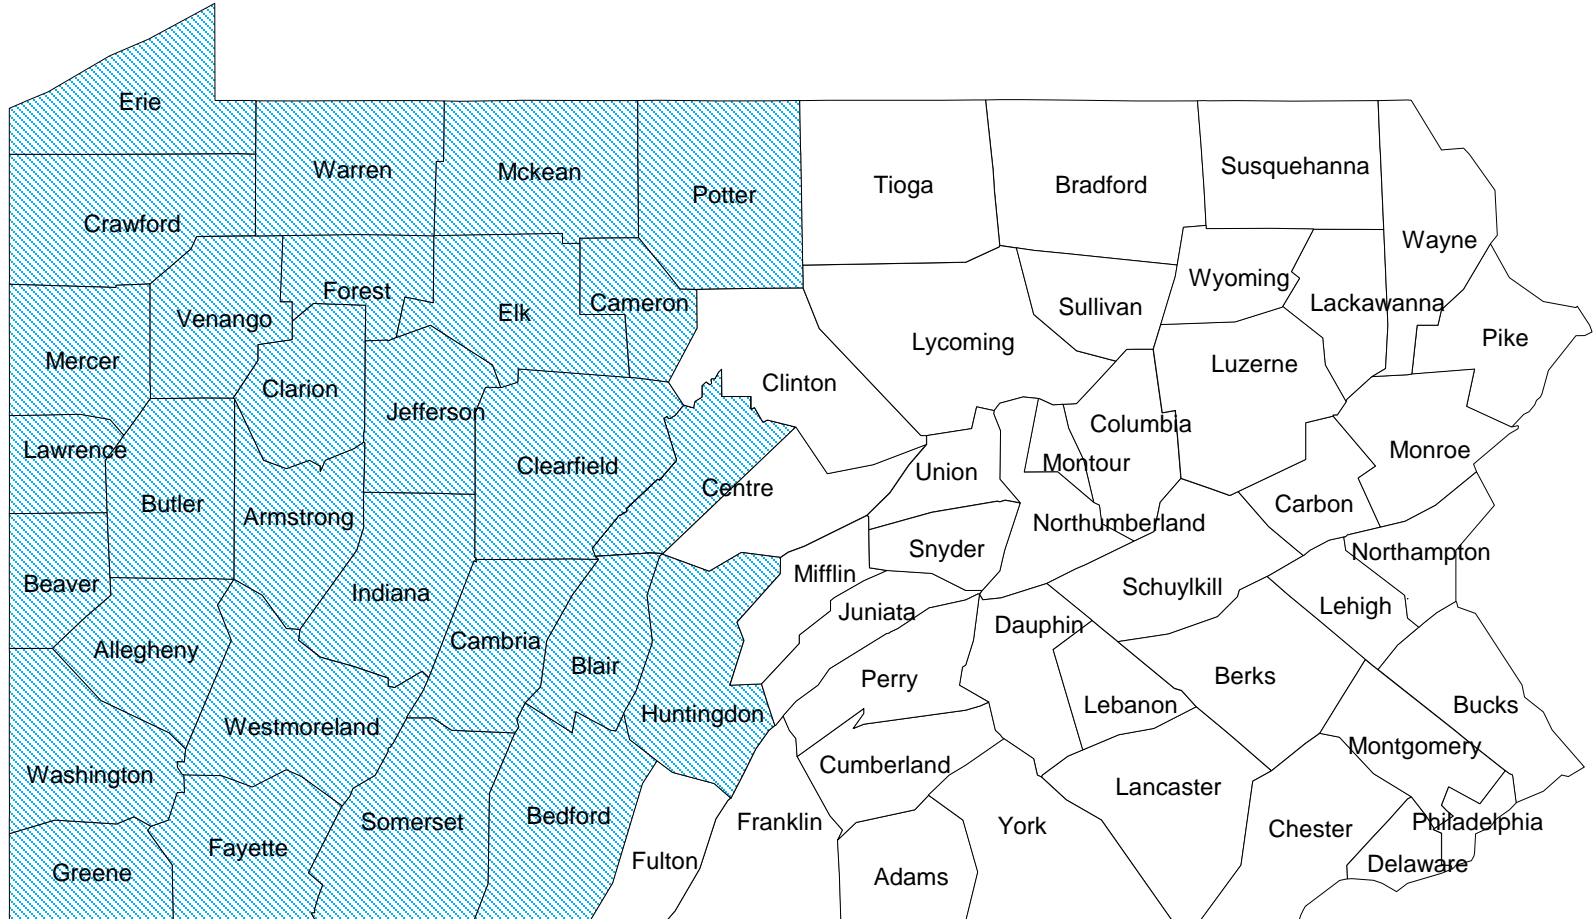 Erie
Warren
Mckean
Susquehanna
Tioga
Bradford
Potter
Crawford
Wayne
Wyoming
Forest
Cameron
Lackawanna
Sullivan
Elk
Venango
Pike
Lycoming
Mercer
Luzerne
Clinton
Clarion
Jefferson
Columbia
Lawrence
Monroe
Montour
Clearfield
Union
Centre
Butler
Carbon
Armstrong
Northumberland
Snyder
Northampton
Mifflin
Beaver
Schuylkill
Indiana
Lehigh
Juniata
Dauphin
Cambria
Allegheny
Blair
Berks
Perry
Lebanon
Bucks
Huntingdon
Westmoreland
Montgomery
Cumberland
Washington
Lancaster
Bedford
Somerset
Franklin
Philadelphia
York
Chester
Fayette
Fulton
Delaware
Greene
Adams